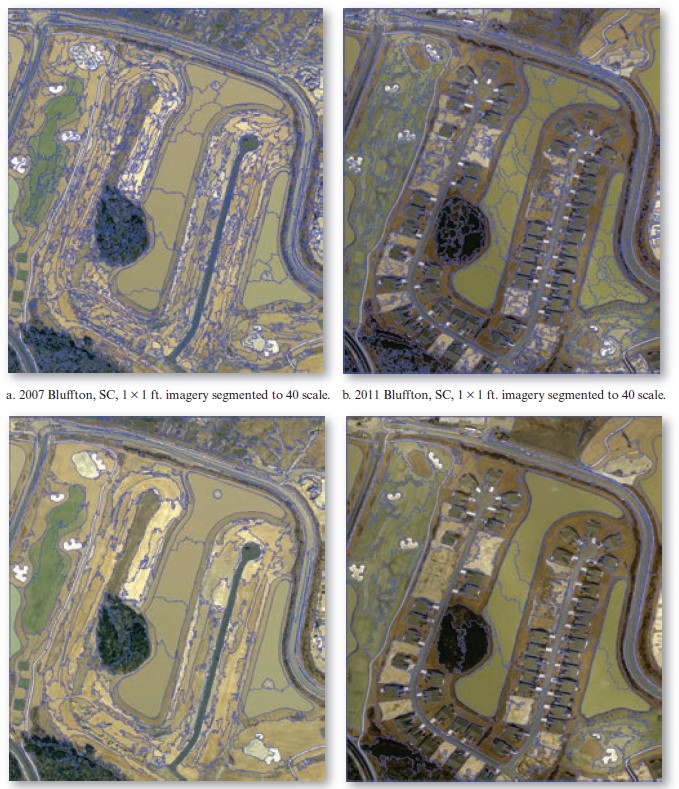 a. 2007 Bluffton, SC, 1 × 1 ft. imagery segmented to 40 scale.
b. 2011 Bluffton, SC, 1 × 1 ft. imagery segmented to 40 scale.